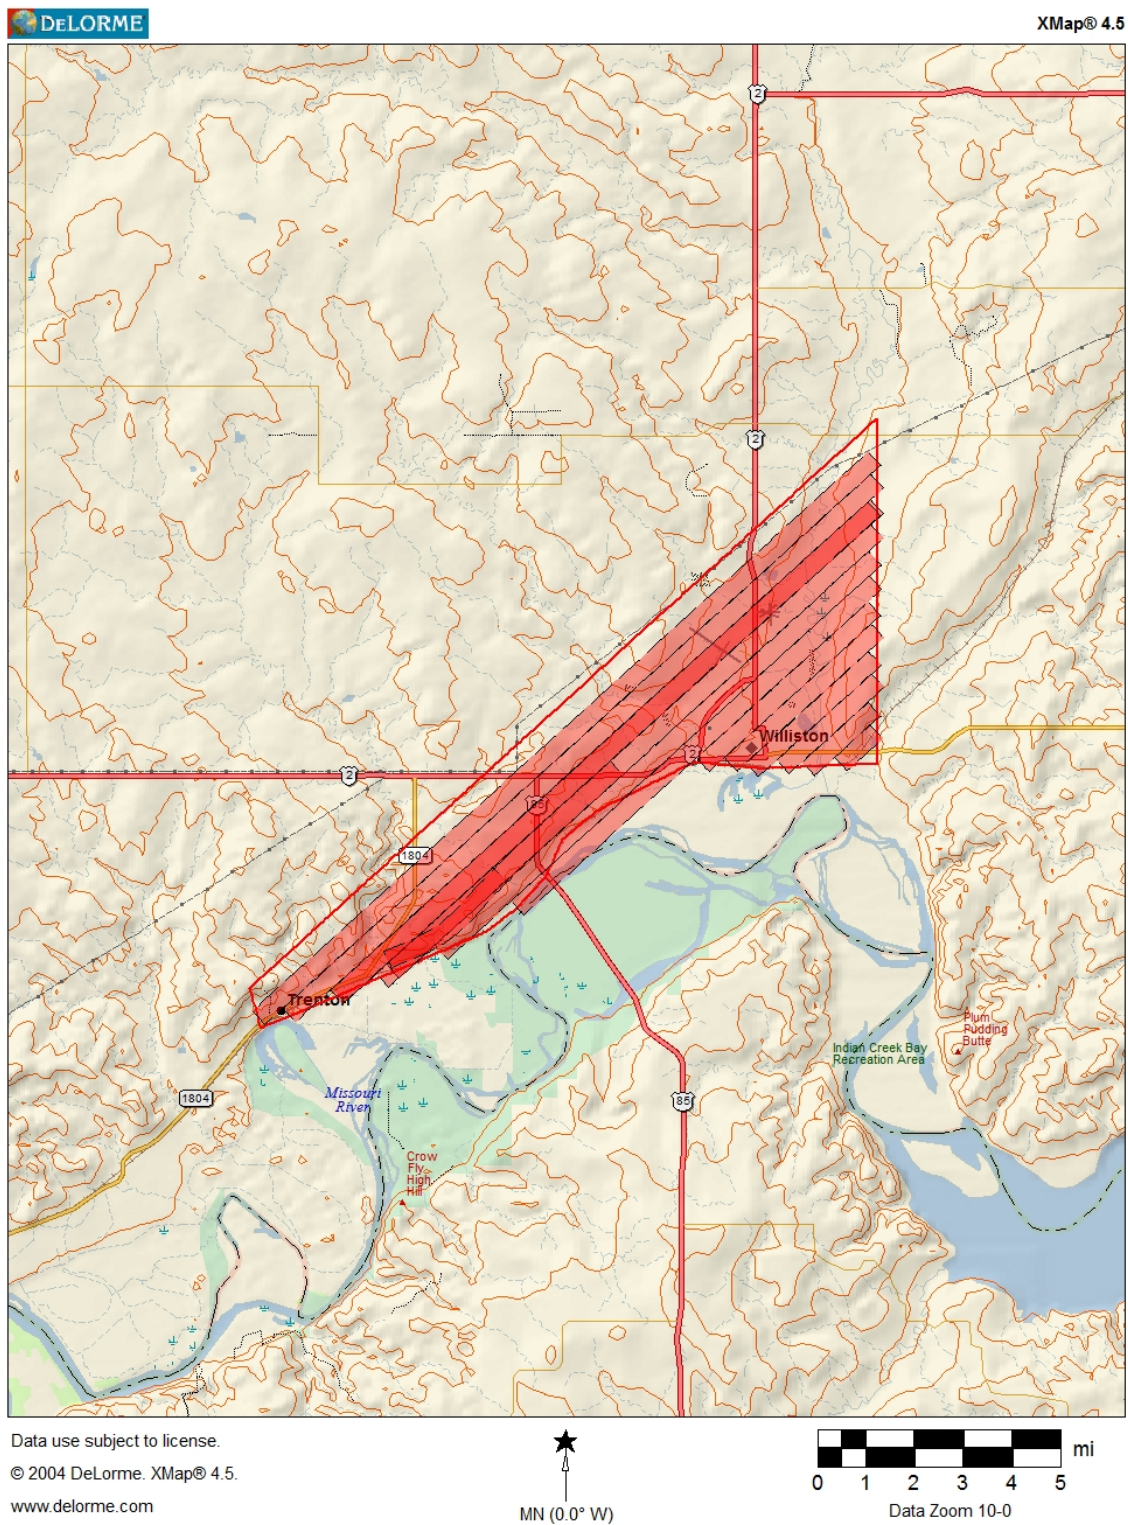 DELORME
XMap® 4.5
2
2
Williston
2
2
85
1804
Trenton
Plum
Pudding
Butte
Indian Creek Bay
Recreation Area
Missouri
River
1804
85
Crow
Fly
High
Hill
Data use subject to license.
© 2004 DeLorme. XMap® 4.5.
www.delorme.com
MN (0.0° W)
mi
0 1 2 3 4 5
Data Zoom 10-0